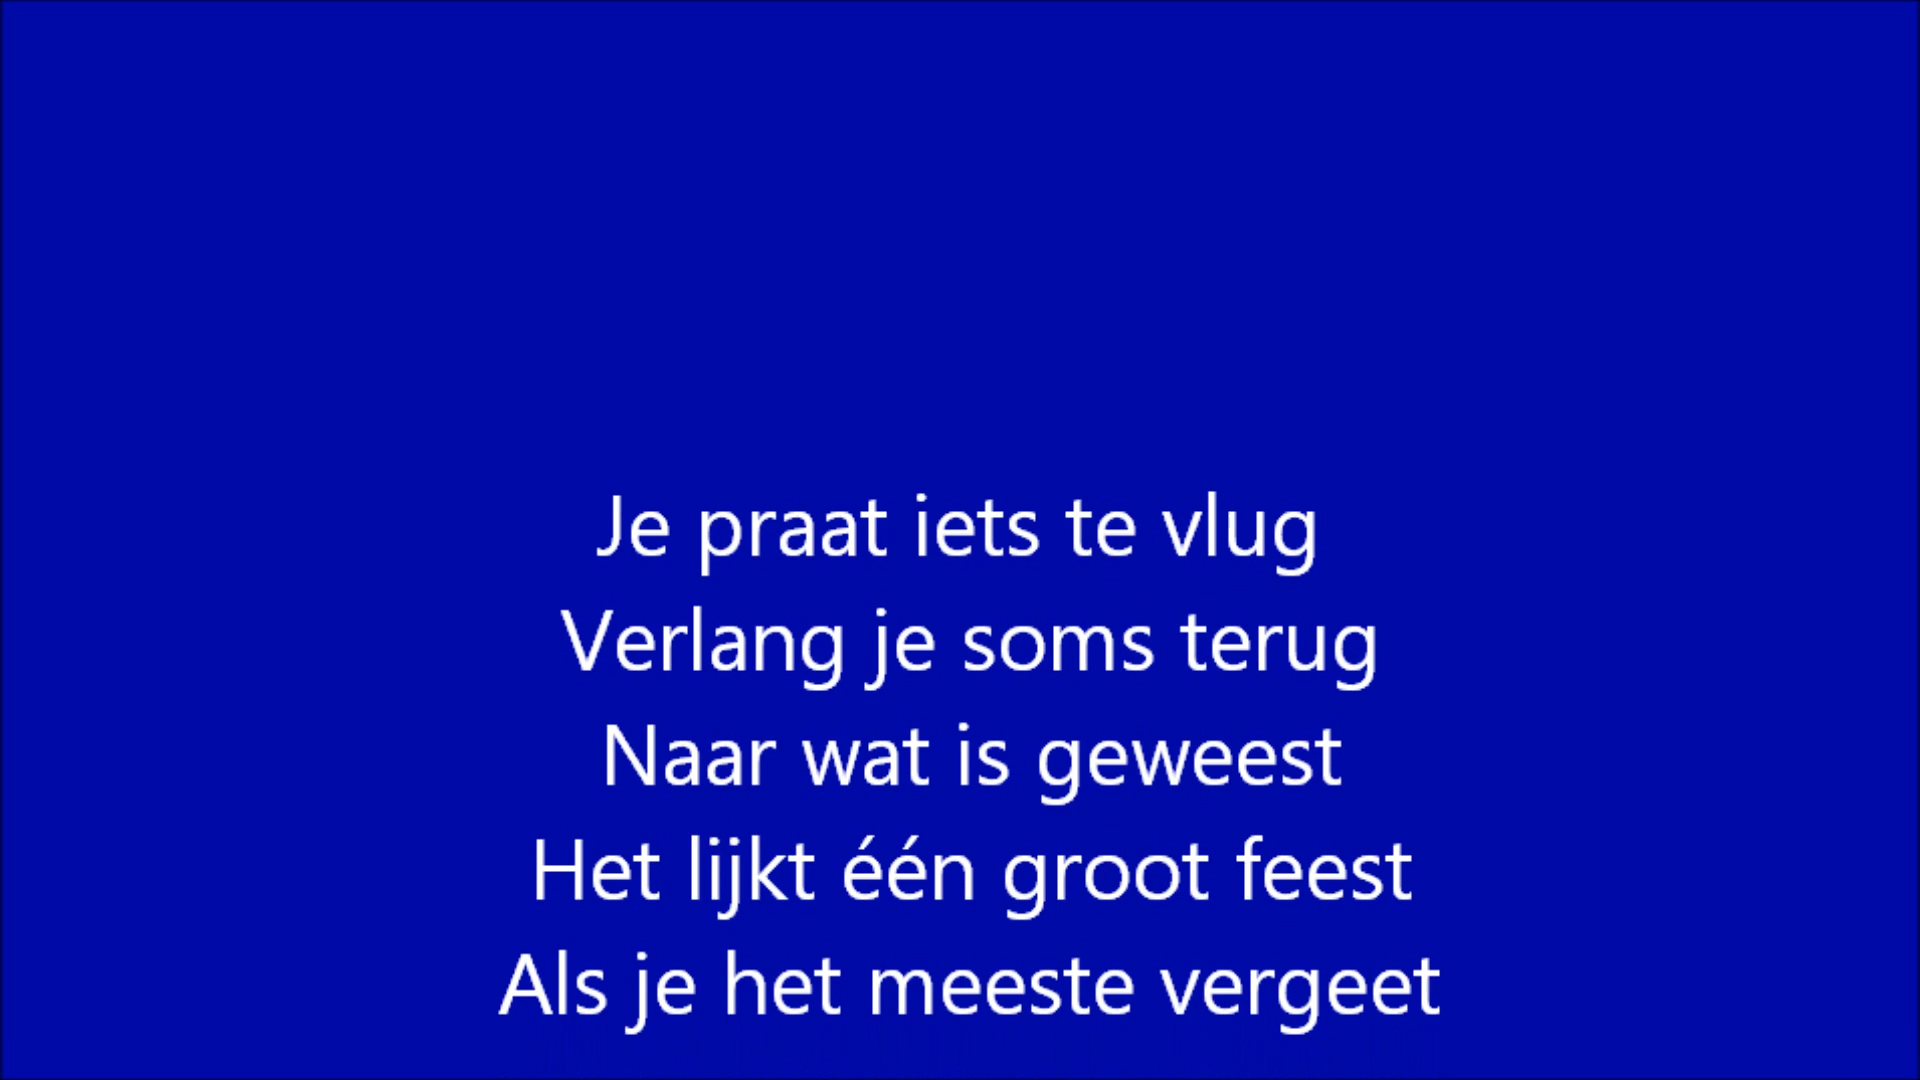 Je praat iets te vlug
Verlang je soms terug
Naar wat is geweest
Het lijkt één groot feest
Als je het meeste vergeet